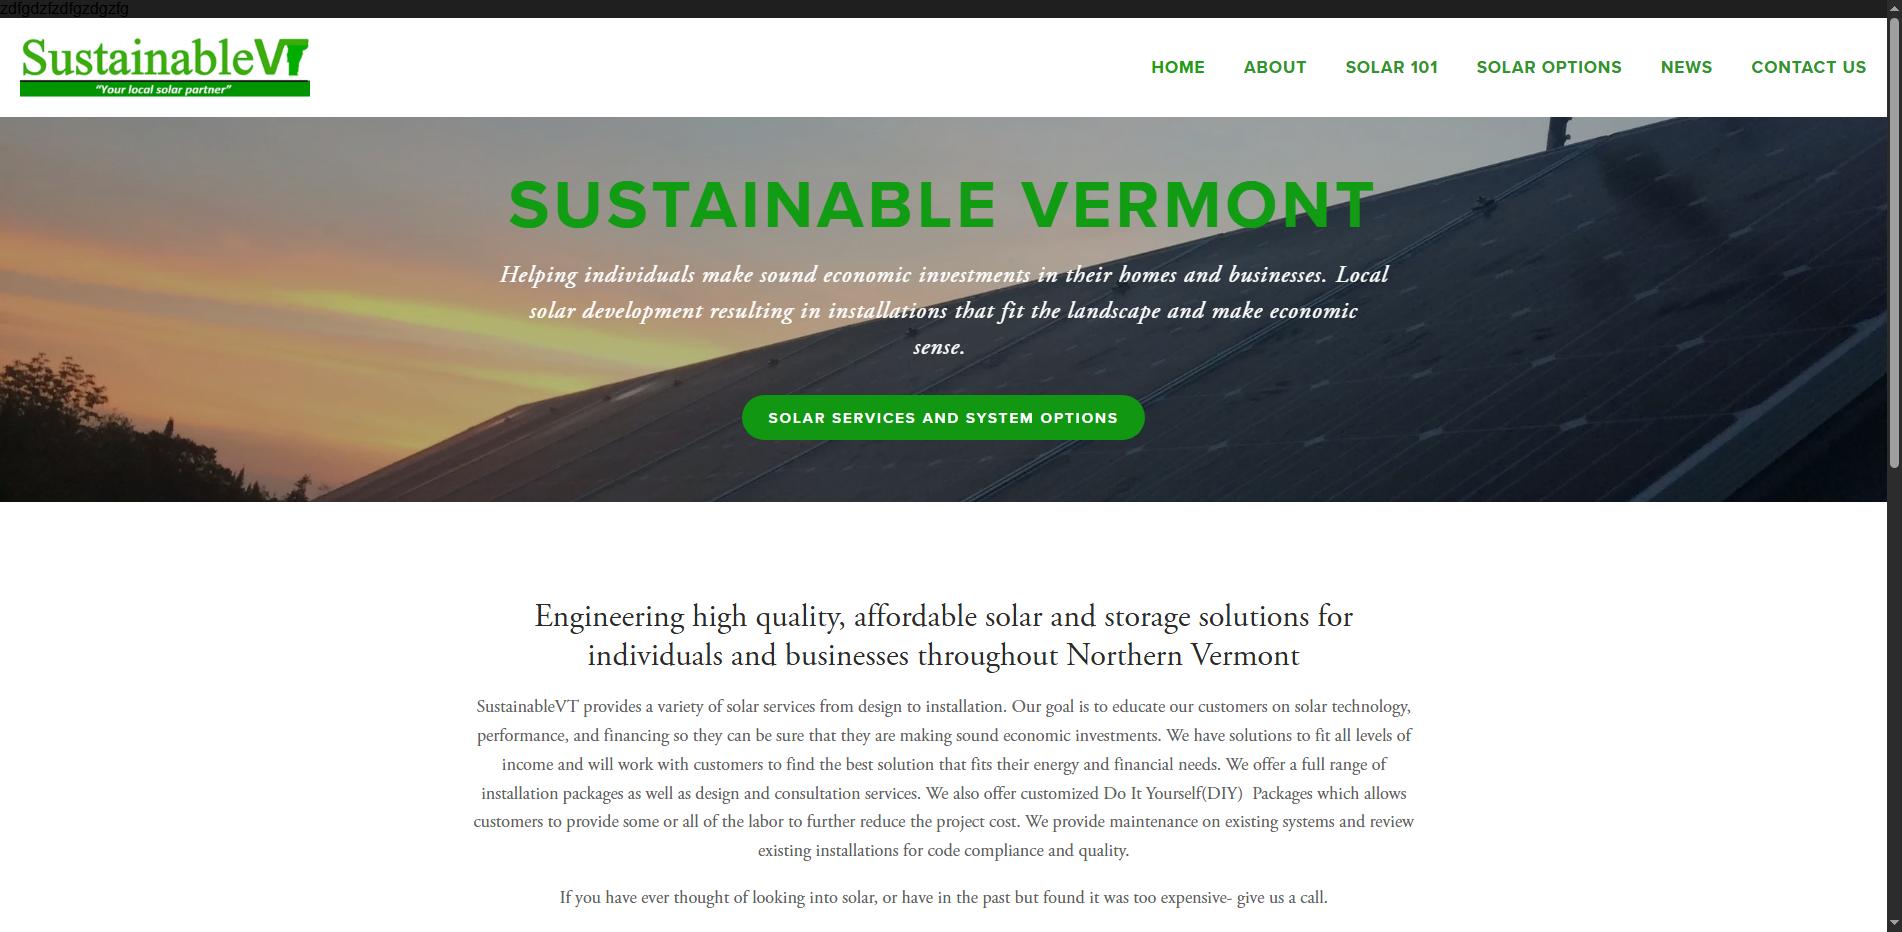 zdfgdzfzdfgzdgzfg
SustainableVT
"Your local solar partner"
HOME ABOUT SOLAR 101 SOLAR OPTIONS NEWS CONTACT US
SUSTAINABLE VERMONT
Helping individuals make sound economic investments in their homes and businesses. Local
solar development resulting in installations that fit the landscape and make economic
sense.
SOLAR SERVICES AND SYSTEM OPTIONS
Engineering high quality, affordable solar and storage solutions for
individuals and businesses throughout Northern Vermont
SustainableVT provides a variety of solar services from design to installation. Our goal is to educate our customers on solar technology,
performance, and financing so they can be sure that they are making sound economic investments. We have solutions to fit all levels of
income and will work with customers to find the best solution that fits their energy and financial needs. We offer a full range of
installation packages as well as design and consultation services. We also offer customized Do It Yourself(DIY)  Packages which allows
customers to provide some or all of the labor to further reduce the project cost. We provide maintenance on existing systems and review
existing installations for code compliance and quality.
If you have ever thought of looking into solar, or have in the past but found it was too expensive- give us a call.